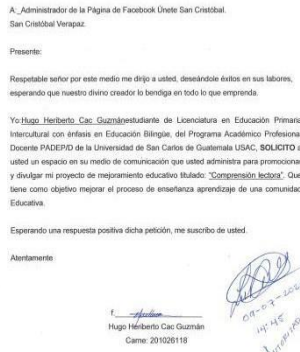 A:_Administrador de la Página de Facebook Únete San Cristóbal.
San Cristóbal Verapaz.
Presente:
Respetable señor por este medio me dirijo a usted, deseándole éxitos en sus labores,
esperando que nuestro divino creador lo bendiga en todo lo que emprenda.
Yo:Hugo Heriberto Cac Guzmánestudiante de Licenciatura en Educación Primaria
Intercultural con énfasis en Educación Bilingüe, del Programa Académico Profesional
Docente PADEP/D de la Universidad de San Carlos de Guatemala USAC, SOLICITO a
usted un espacio en su medio de comunicación que usted administra para promocionar
y divulgar mi proyecto de mejoramiento educativo titulado: "Comprensión lectora". Que
tiene como objetivo mejorar el proceso de enseñanza aprendizaje de una comunidad
Educativa.
Esperando una respuesta positiva dicha petición, me suscribo de usted.
Atentamente
f.
Hugo Heriberto Cac Guzmán
Carne: 201026118
14:45